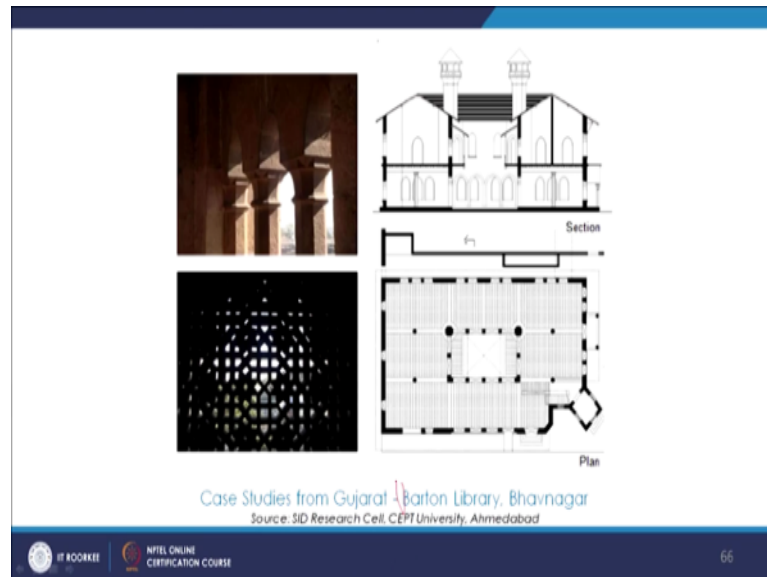 Section
Plan
Case Studies from Gujarat - Barton Library, Bhavnagar
Source: SID Research Cell, CEPT University, Ahmedabad
IIT ROORKEE
NPTEL ONLINE
CERTIFICATION COURSE
66